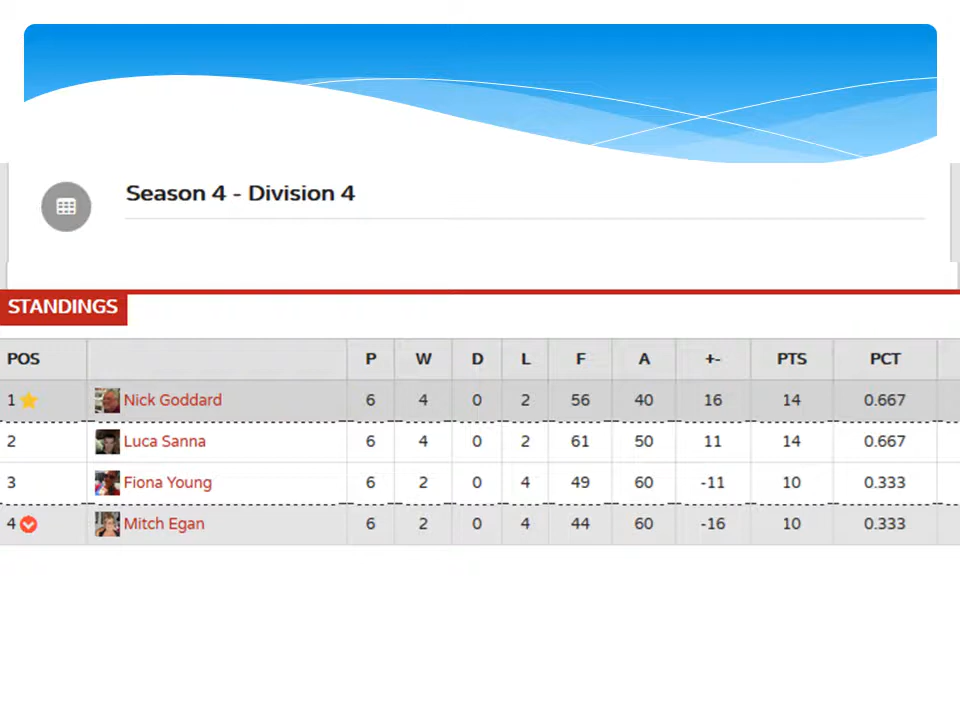 Season 4 - Division 4
STANDINGS
POS P W D L F A +- PTS PCT
1 Nick Goddard 6 4 0 2 56 40 16 14 0.667
2 Luca Sanna 6 4 0 2 61 50 11 14 0.667
3 Fiona Young 6 2 0 4 49 60 -11 10 0.333
4 Mitch Egan 6 2 0 4 44 60 -16 10 0.333